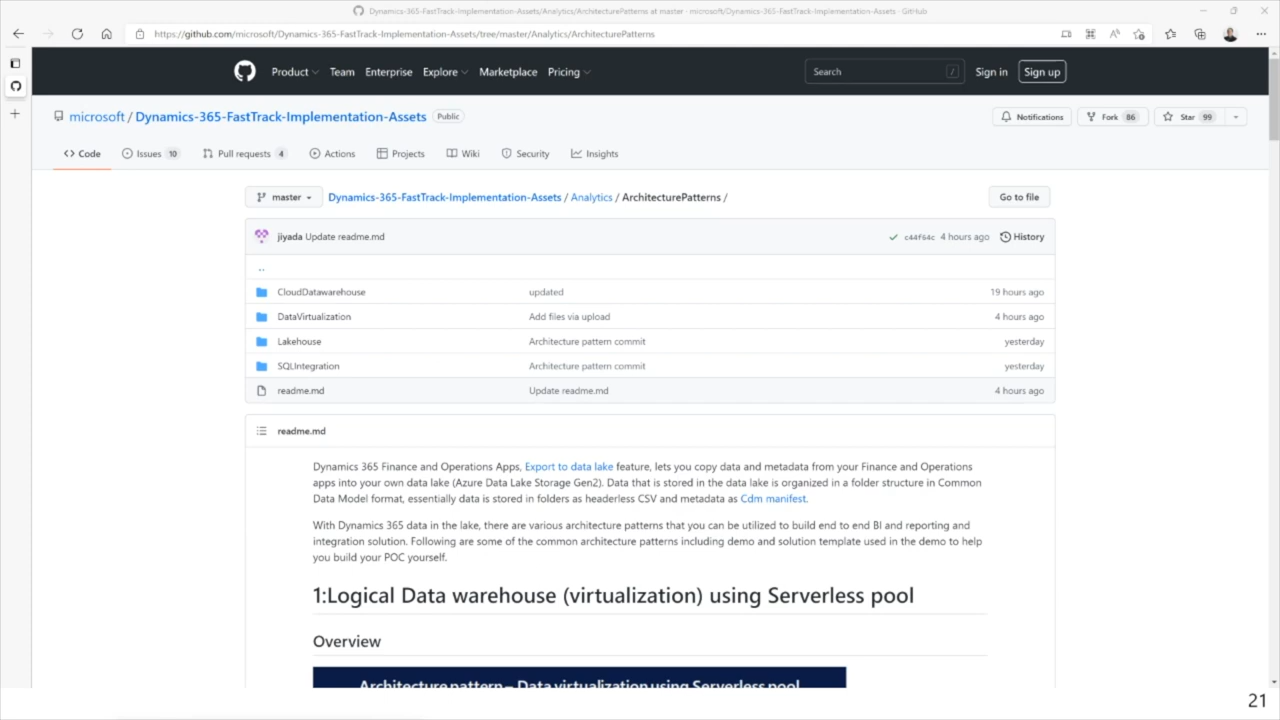 Dynamics-365-FastTrack-Implementation-Assets/Analytics/ArchitecturePatterns at master · microsoft/Dynamics-365-FastTrack-Implementation-Assets · GitHub
https://github.com/microsoft/Dynamics-365-FastTrack-Implementation-Assets/tree/master/Analytics/ArchitecturePatterns
Product Team Enterprise Explore Marketplace Pricing Search / Sign in Sign up
microsoft / Dynamics-365-FastTrack-Implementation-Assets Public Notifications Fork 86 Star 99
Code Issues 10 Pull requests 4 Actions Projects Wiki Security Insights
master Dynamics-365-FastTrack-Implementation-Assets / Analytics / ArchitecturePatterns / Go to file
jiyada Update readme.md c44f64c 4 hours ago History
..
CloudDatawarehouse updated 19 hours ago
DataVirtualization Add files via upload 4 hours ago
Lakehouse Architecture pattern commit yesterday
SQLIntegration Architecture pattern commit yesterday
readme.md Update readme.md 4 hours ago
readme.md
Dynamics 365 Finance and Operations Apps, Export to data lake feature, lets you copy data and metadata from your Finance and Operations
apps into your own data lake (Azure Data Lake Storage Gen2). Data that is stored in the data lake is organized in a folder structure in Common
Data Model format, essentially data is stored in folders as headerless CSV and metadata as Cdm manifest.
With Dynamics 365 data in the lake, there are various architecture patterns that you can be utilized to build end to end BI and reporting and
integration solution. Following are some of the common architecture patterns including demo and solution template used in the demo to help
you build your POC yourself.
1:Logical Data warehouse (virtualization) using Serverless pool
Overview
Architecture pattern – Data virtualization using Serverless pool
21